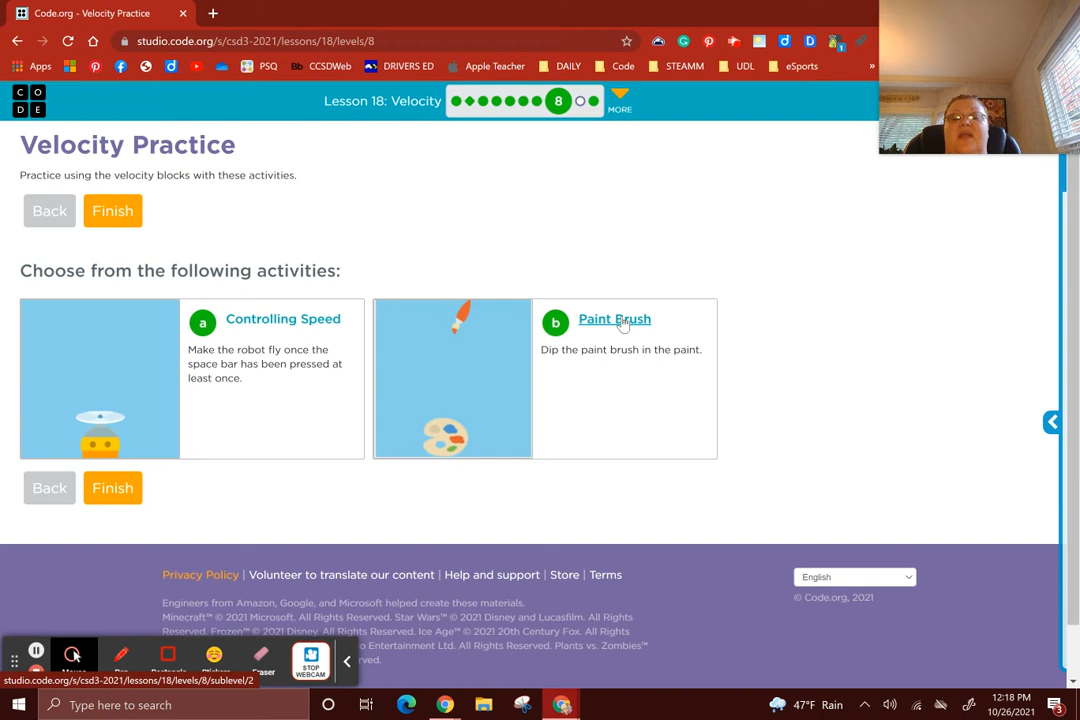 Code.org - Velocity Practice
studio.code.org/s/csd3-2021/lessons/18/levels/8
Apps
PSQ
Bb CCSDWeb
DRIVERS ED
Apple Teacher
DAILY
Code
STEAMM
UDL
eSports
»
C O
D E
Lesson 18: Velocity
8
MORE
Velocity Practice
Practice using the velocity blocks with these activities.
Back
Finish
Choose from the following activities:
a
Controlling Speed
Make the robot fly once the
space bar has been pressed at
least once.
b
Paint Brush
Dip the paint brush in the paint.
Back
Finish
Privacy Policy | Volunteer to translate our content | Help and support | Store | Terms
English
© Code.org, 2021
Engineers from Amazon, Google, and Microsoft helped create these materials.
Minecraft™ © 2021 Microsoft. All Rights Reserved. Star Wars™ © 2021 Disney and Lucasfilm. All Rights
Reserved. Frozen™ © 2021 Disney. All Rights Reserved. Ice Age™ © 2021 20th Century Fox. All Rights
o Entertainment Ltd. All Rights Reserved. Plants vs. Zombies™
rved.
Mouse
Pen
Rectangle
Stickers
Eraser
STOP
WEBCAM
studio.code.org/s/csd3-2021/lessons/18/levels/8/sublevel/2
Type here to search
47°F Rain
12:18 PM
10/26/2021
3